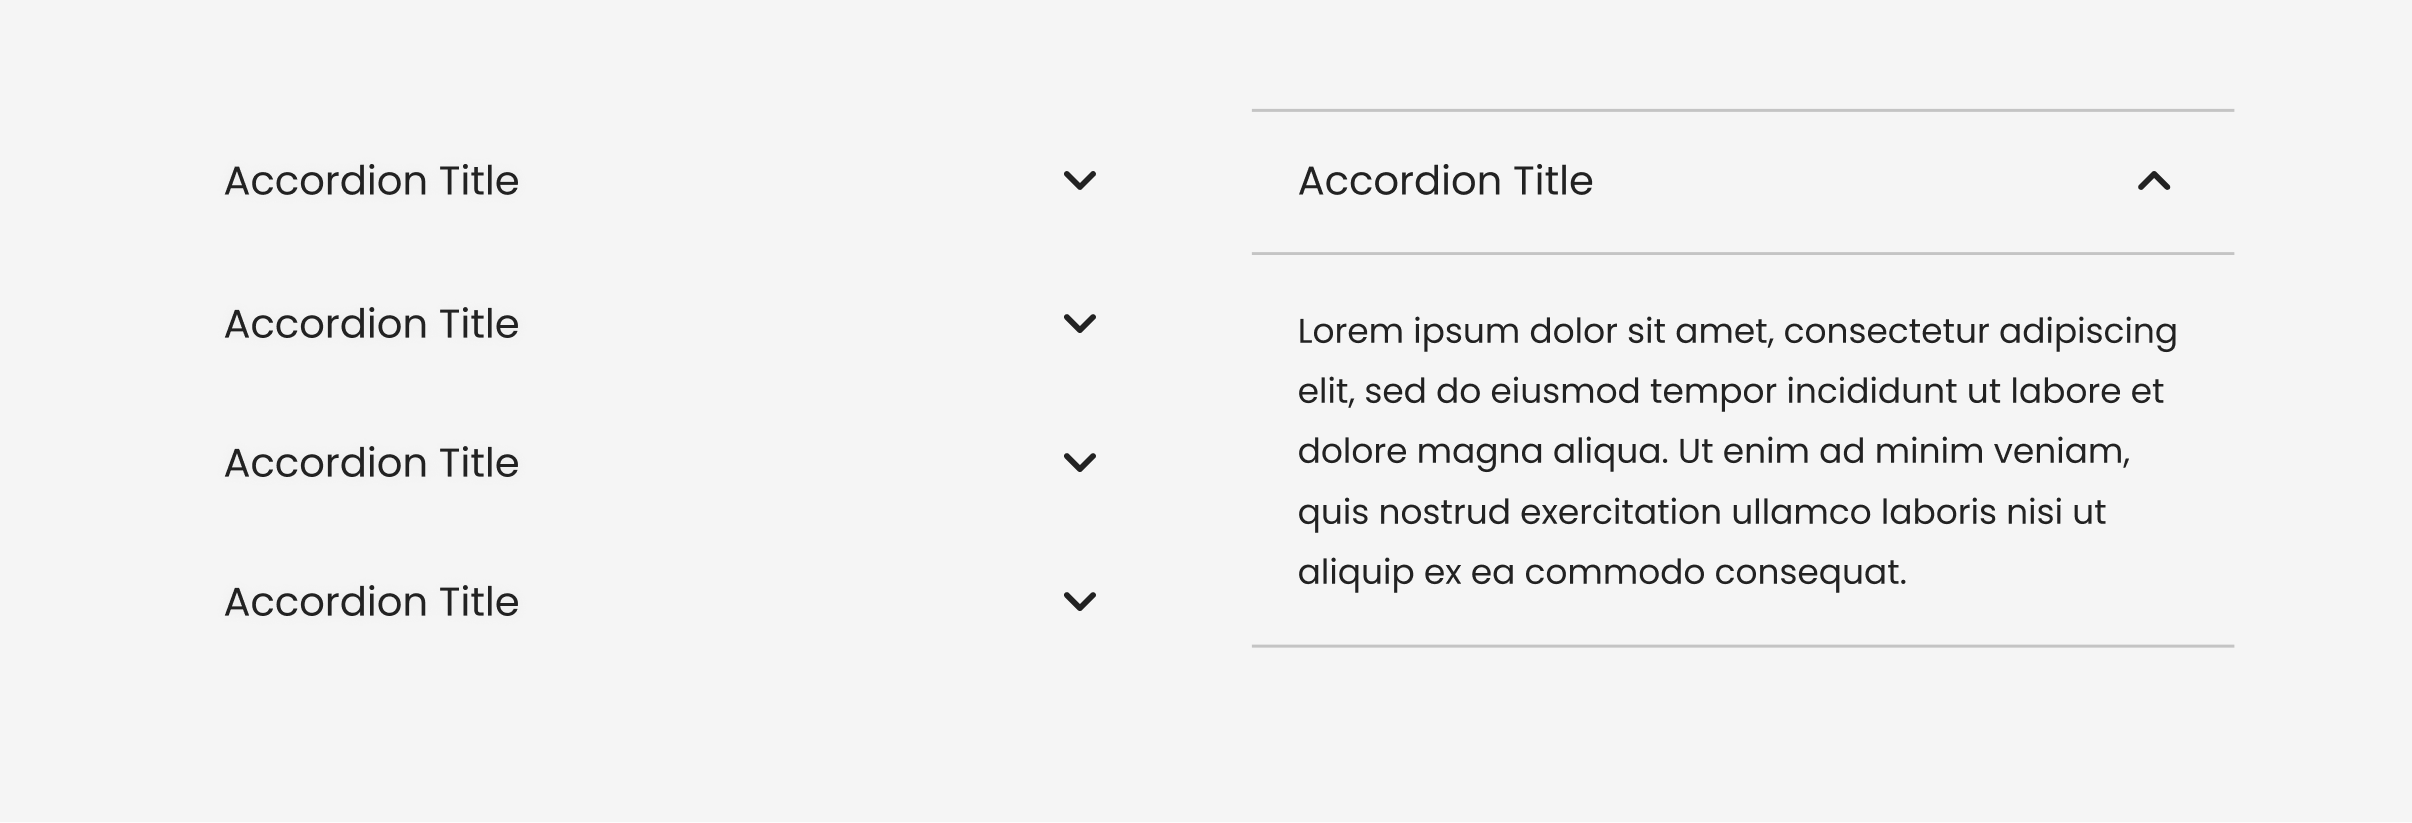 Accordion Title
Accordion Title
Accordion Title
Accordion Title
Accordion Title
Lorem ipsum dolor sit amet, consectetur adipiscing
elit, sed do eiusmod tempor incididunt ut labore et
dolore magna aliqua. Ut enim ad minim veniam,
quis nostrud exercitation ullamco laboris nisi ut
aliquip ex ea commodo consequat.